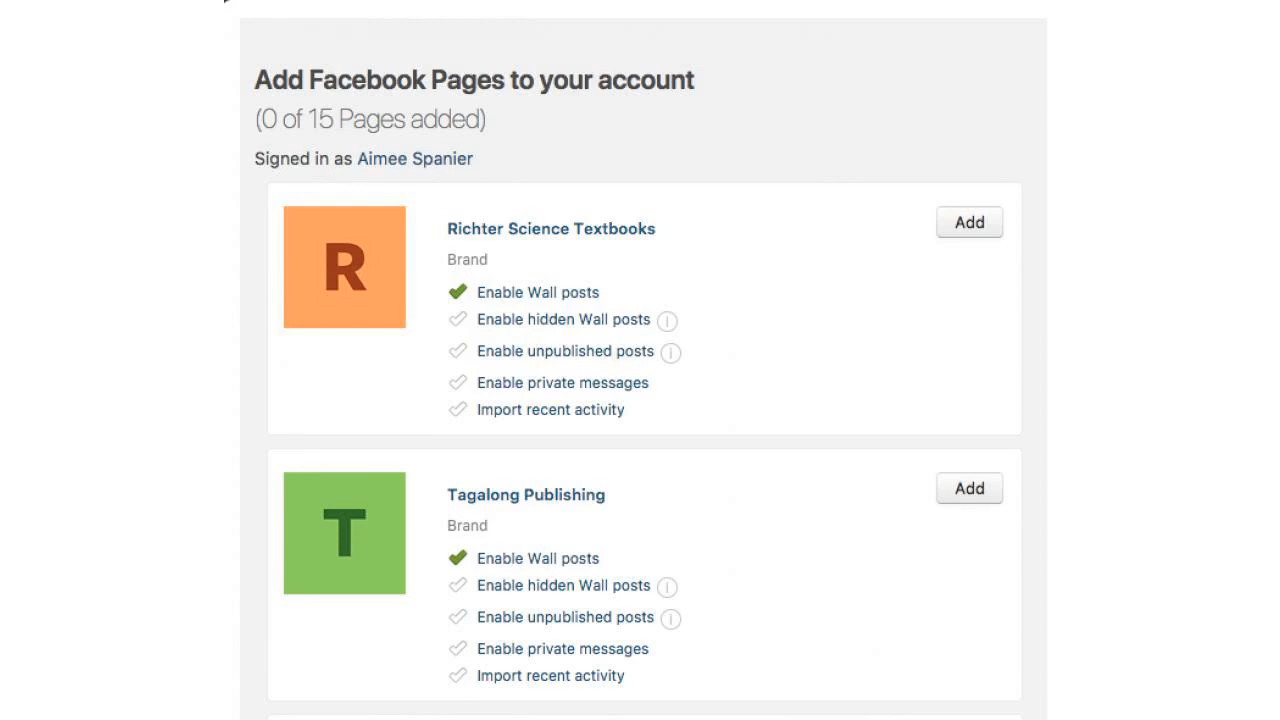 Add Facebook Pages to your account
(0 of 15 Pages added)
Signed in as Aimee Spanier
R
Richter Science Textbooks
Add
Brand
Enable Wall posts
Enable hidden Wall posts
Enable unpublished posts
Enable private messages
Import recent activity
T
Tagalong Publishing
Add
Brand
Enable Wall posts
Enable hidden Wall posts
Enable unpublished posts
Enable private messages
Import recent activity